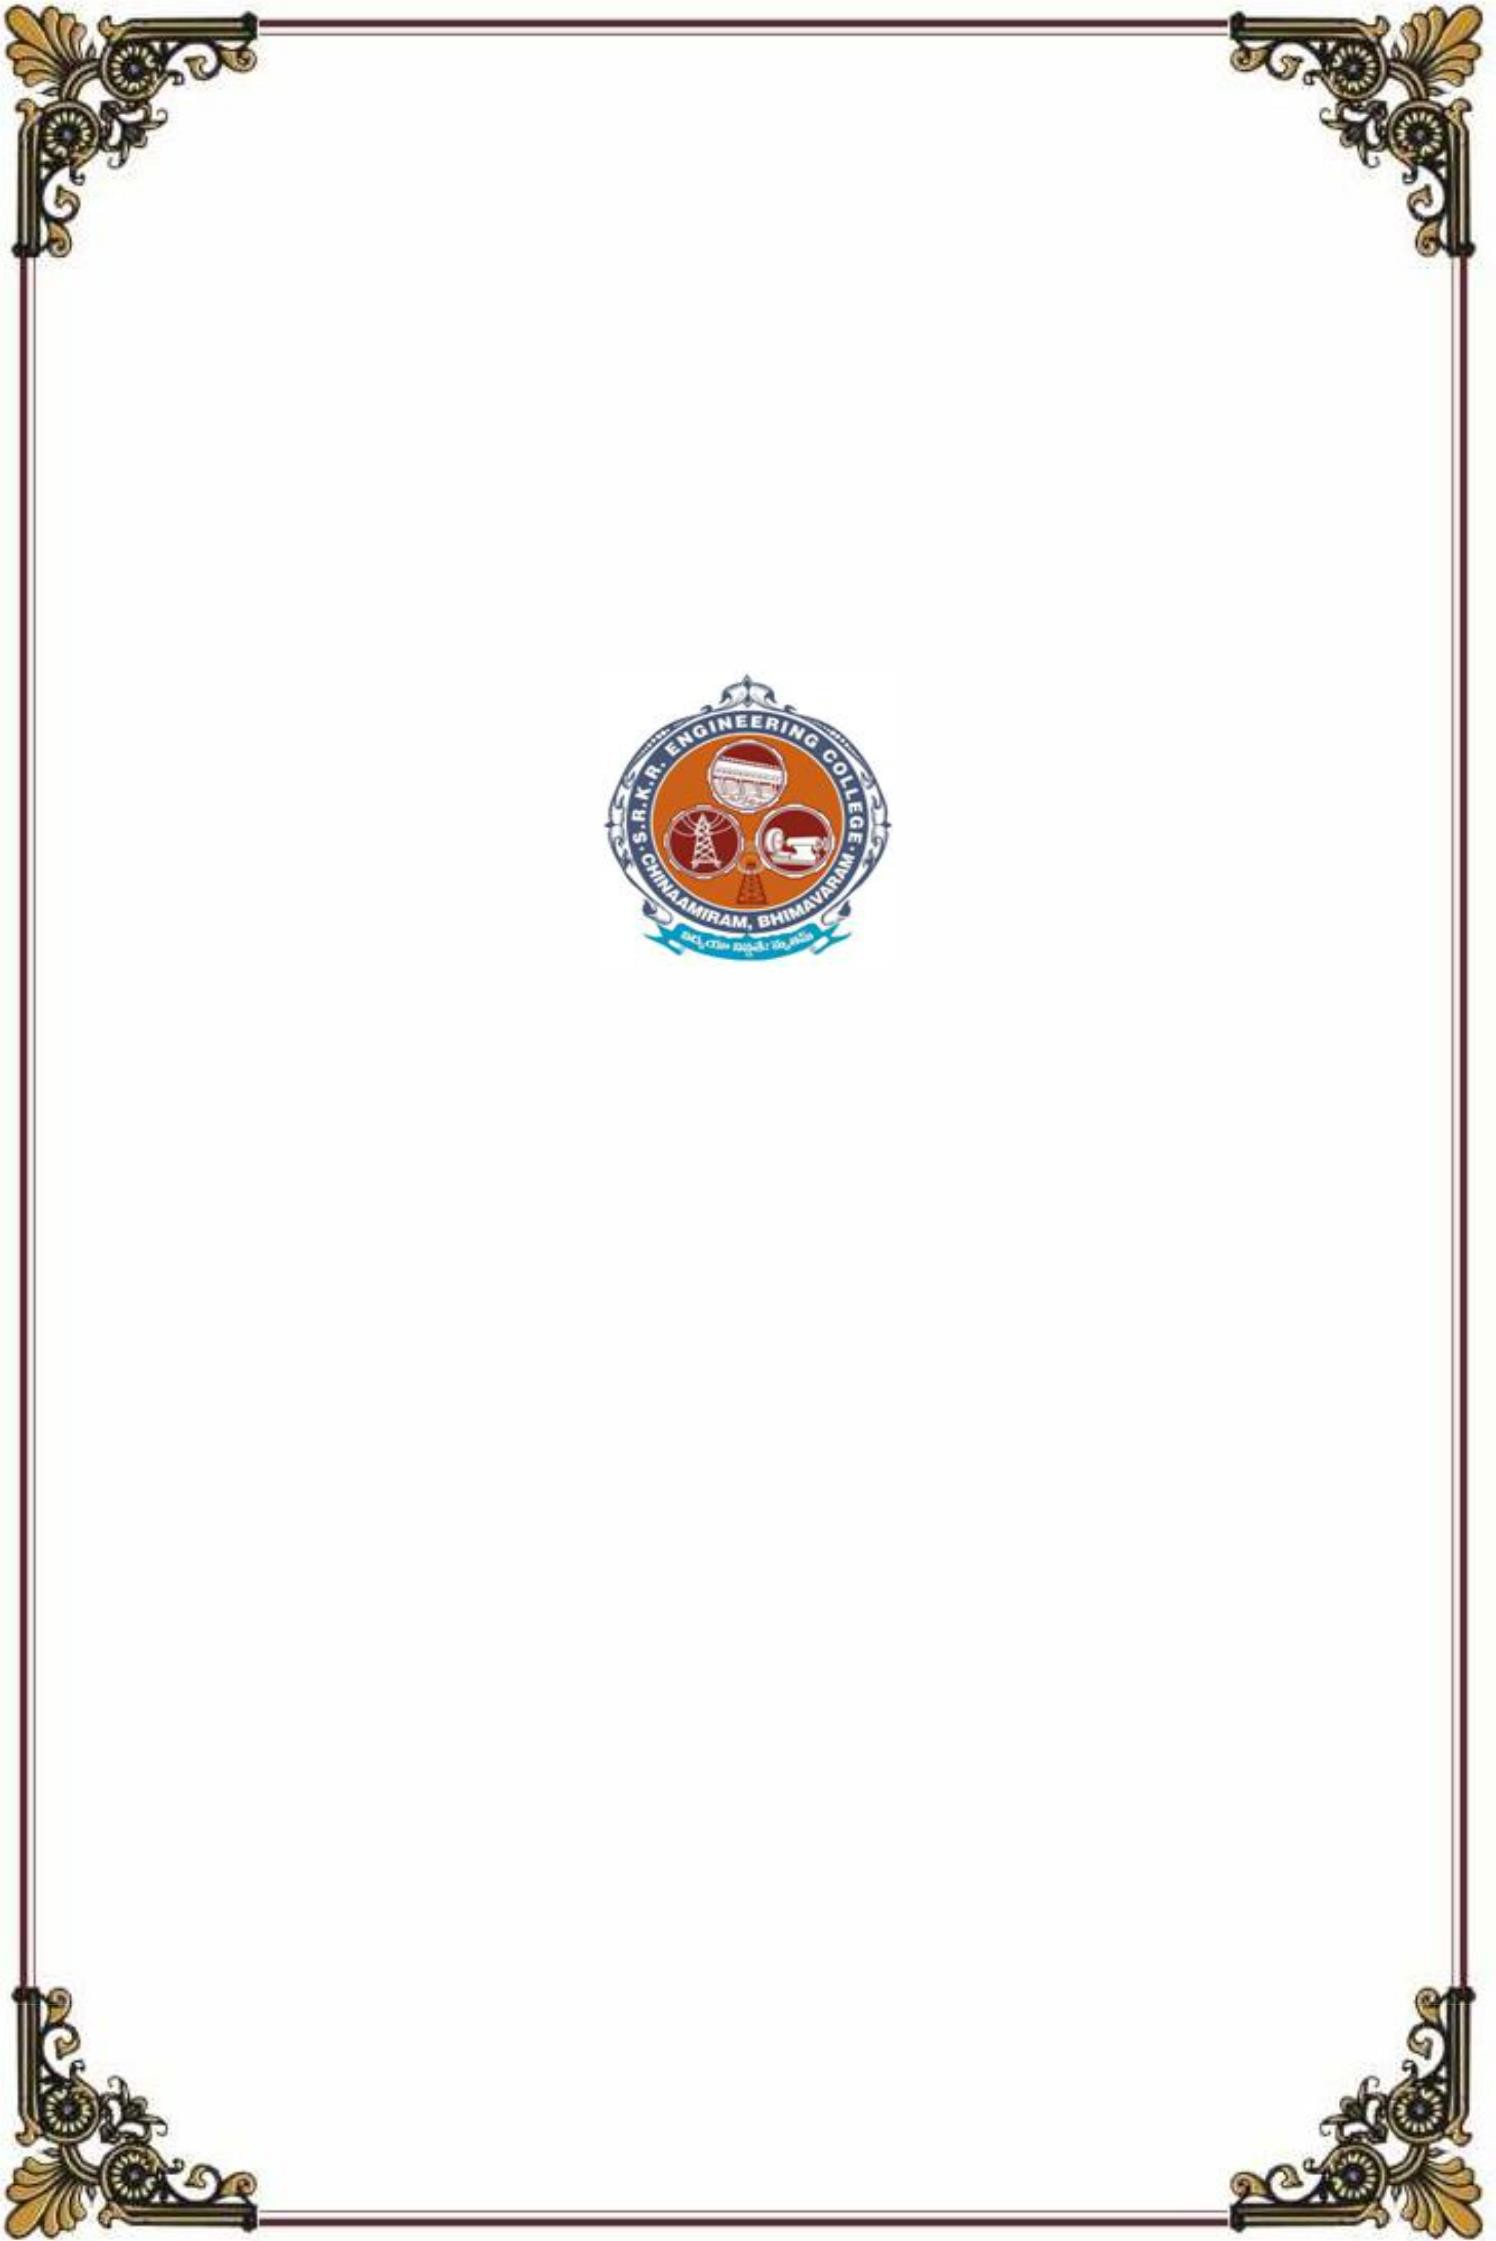 S.R.K.R. ENGINEERING COLLEGE
CHINAAMIRAM, BHIMAVARAM